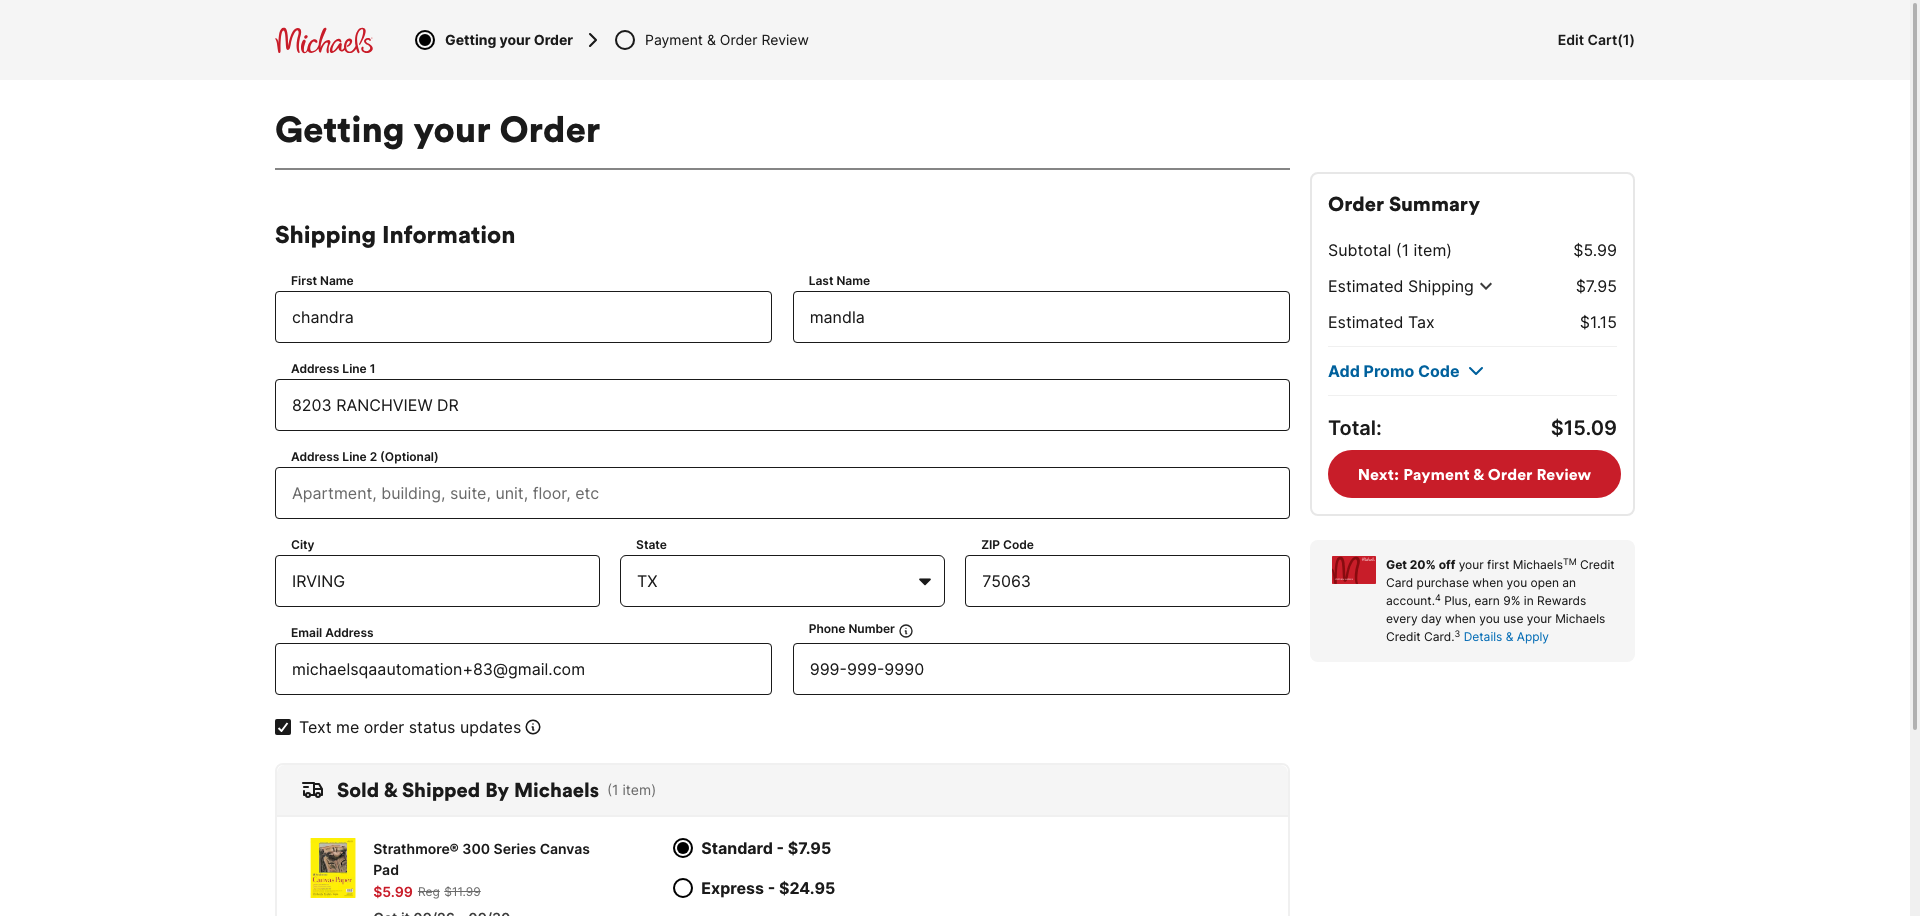 Michaels
Getting your Order
Payment & Order Review
Edit Cart(1)
Getting your Order
Shipping Information
First Name
Last Name
chandra
mandla
Address Line 1
8203 RANCHVIEW DR
Address Line 2 (Optional)
Apartment, building, suite, unit, floor, etc
City
State
ZIP Code
IRVING
TX
75063
Email Address
Phone Number
michaelsqaautomation+83@gmail.com
999-999-9990
Text me order status updates
Sold & Shipped By Michaels (1 item)
Strathmore® 300 Series Canvas
Pad
$5.99 Reg $11.99
Standard - $7.95
Express - $24.95
Order Summary
Subtotal (1 item) $5.99
Estimated Shipping $7.95
Estimated Tax $1.15
Add Promo Code
Total: $15.09
Next: Payment & Order Review
Get 20% off your first Michaels™ Credit
Card purchase when you open an
account.⁴ Plus, earn 9% in Rewards
every day when you use your Michaels
Credit Card.³ Details & Apply